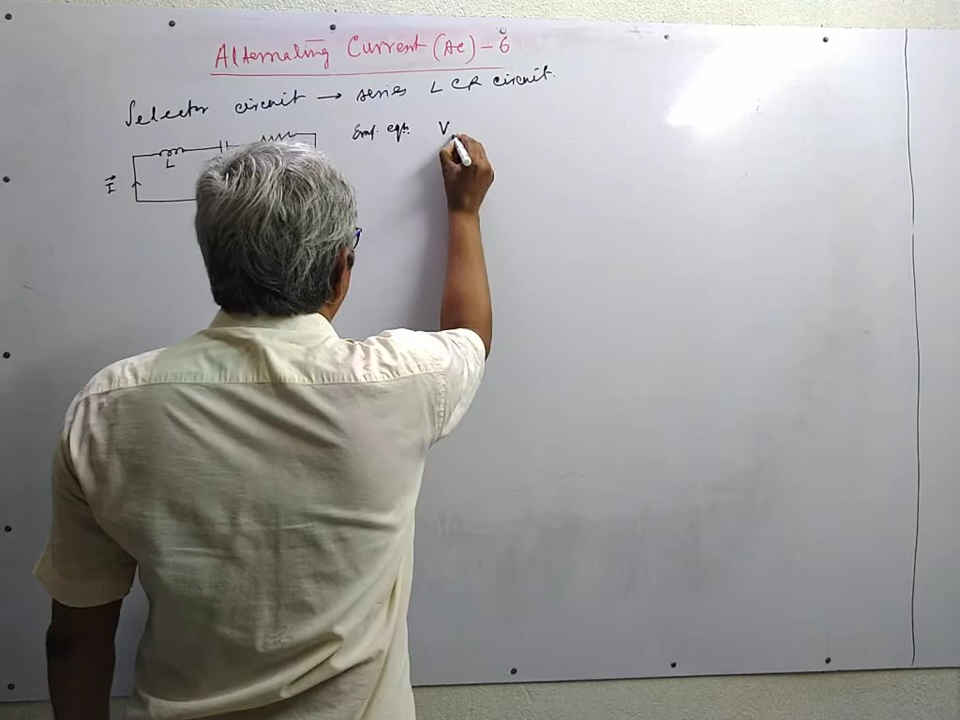 Alternating Current (AC) - 6
Selector circuit → series LCR circuit.
Emf. eqn. V
L
I